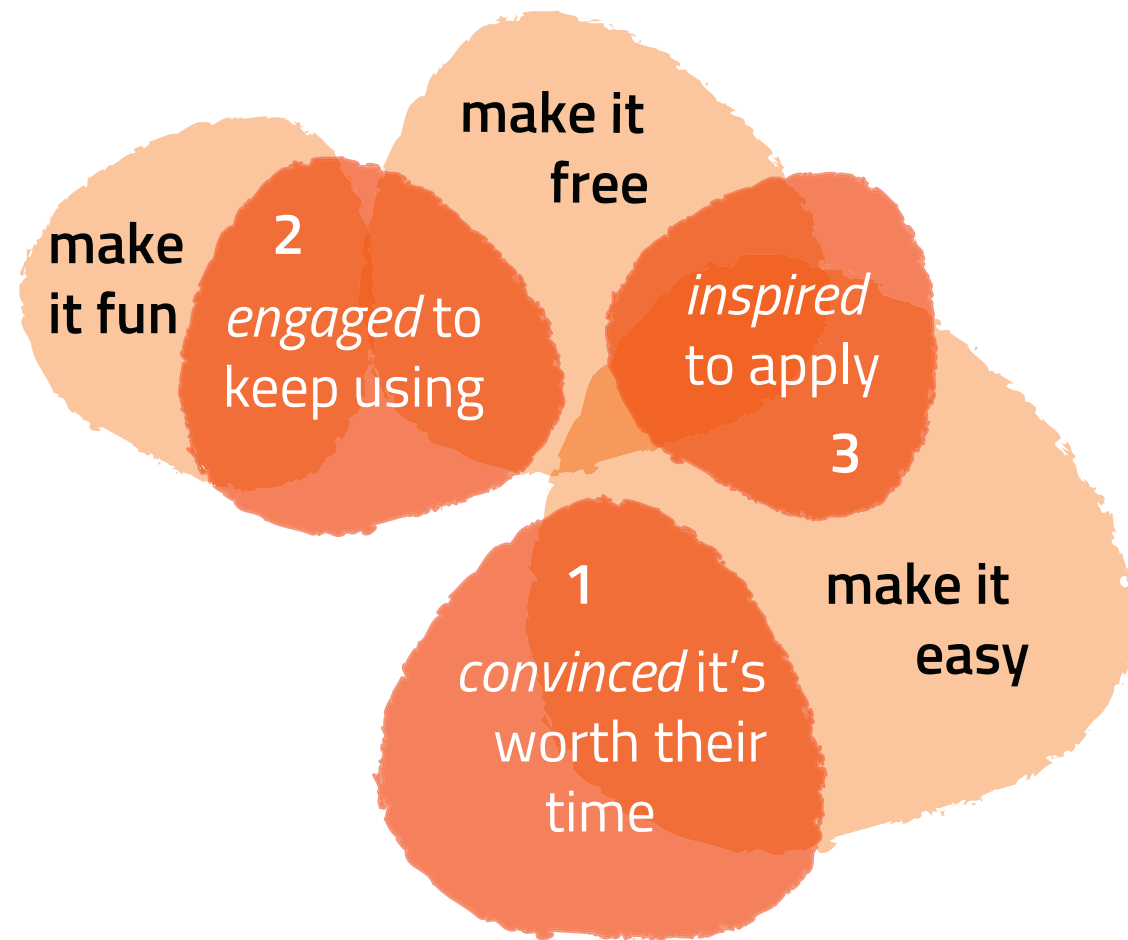 make it
free
make
it fun
2
engaged to
keep using
inspired
to apply
3
1
convinced it’s
worth their
time
make it
easy